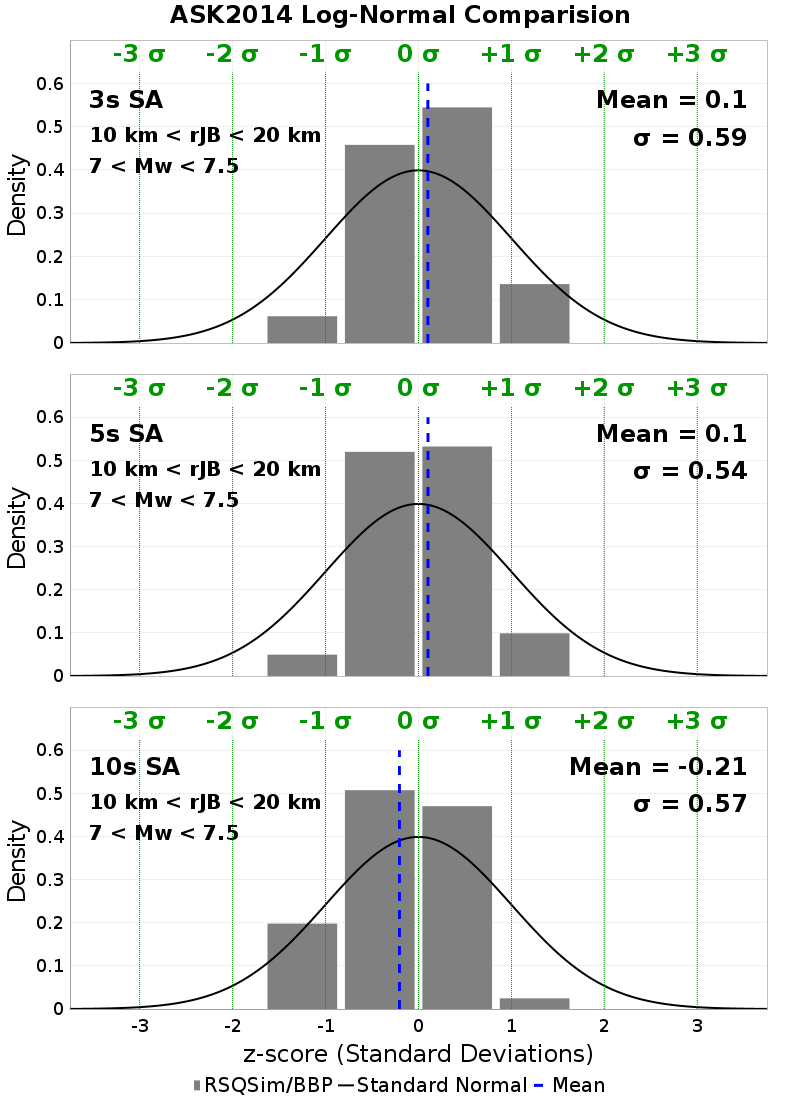 ASK2014 Log-Normal Comparision
-3 σ -2 σ -1 σ 0 σ +1 σ +2 σ +3 σ
3s SA
10 km < rJB < 20 km
7 < Mw < 7.5
Mean = 0.1
σ = 0.59
Density
0.6
0.5
0.4
0.3
0.2
0.1
0
-3 σ -2 σ -1 σ 0 σ +1 σ +2 σ +3 σ
5s SA
10 km < rJB < 20 km
7 < Mw < 7.5
Mean = 0.1
σ = 0.54
Density
0.6
0.5
0.4
0.3
0.2
0.1
0
-3 σ -2 σ -1 σ 0 σ +1 σ +2 σ +3 σ
10s SA
10 km < rJB < 20 km
7 < Mw < 7.5
Mean = -0.21
σ = 0.57
Density
0.6
0.5
0.4
0.3
0.2
0.1
0
-3 -2 -1 0 1 2 3
z-score (Standard Deviations)
RSQSim/BBP Standard Normal Mean